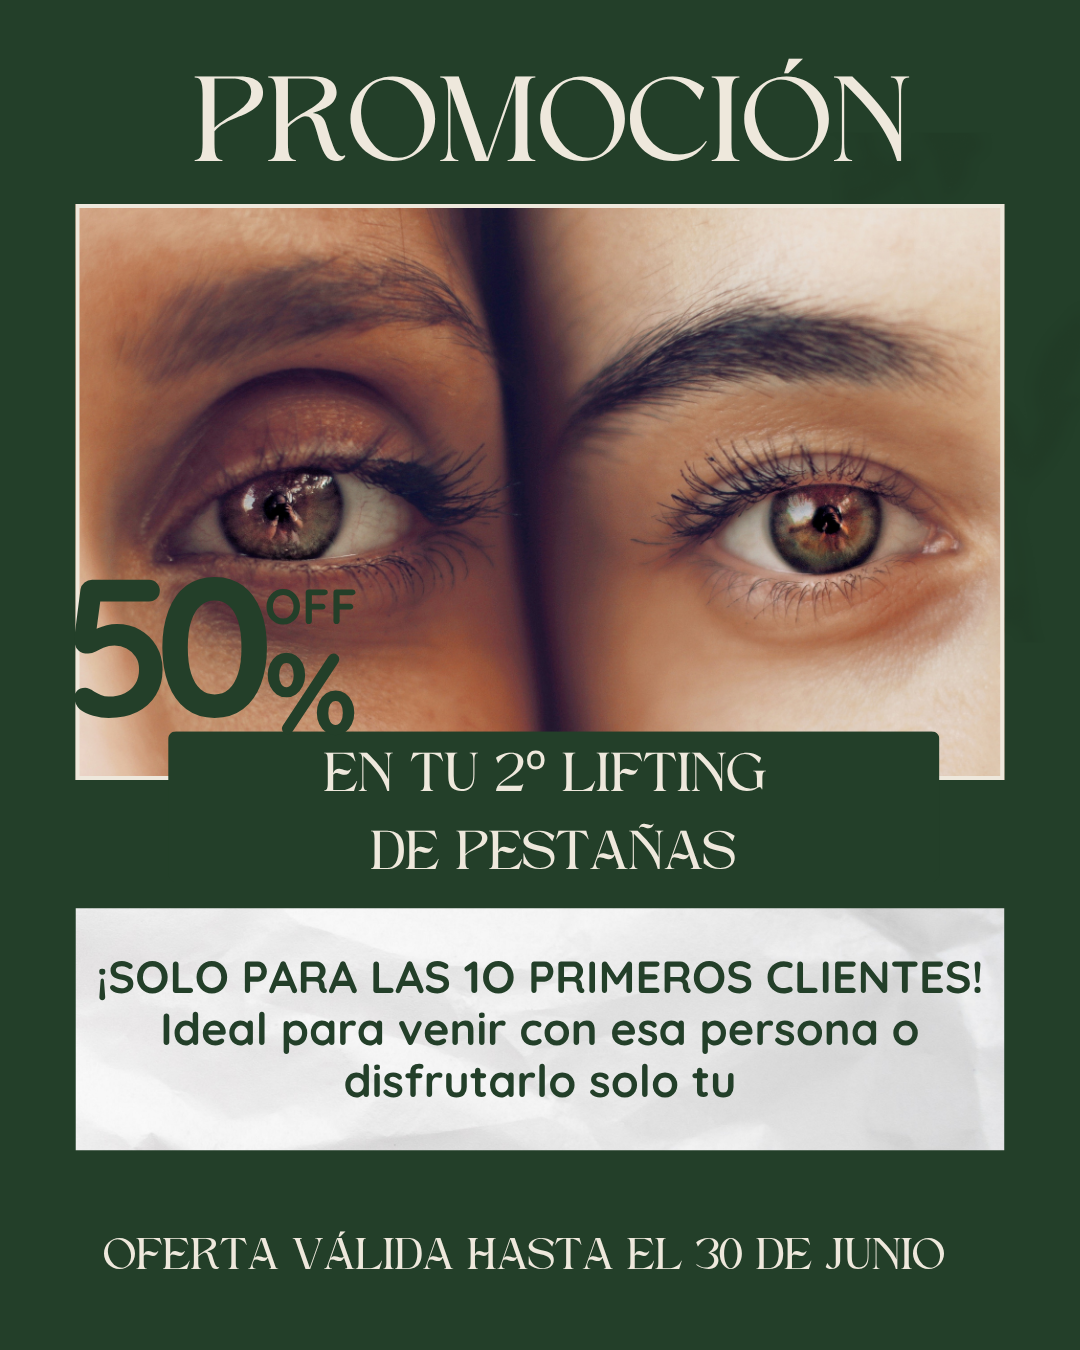 PROMOCIÓN
50 OFF
%
EN TU 2º LIFTING
DE PESTAÑAS
¡SOLO PARA LAS 10 PRIMEROS CLIENTES!
Ideal para venir con esa persona o
disfrutarlo solo tu
OFERTA VÁLIDA HASTA EL 30 DE JUNIO